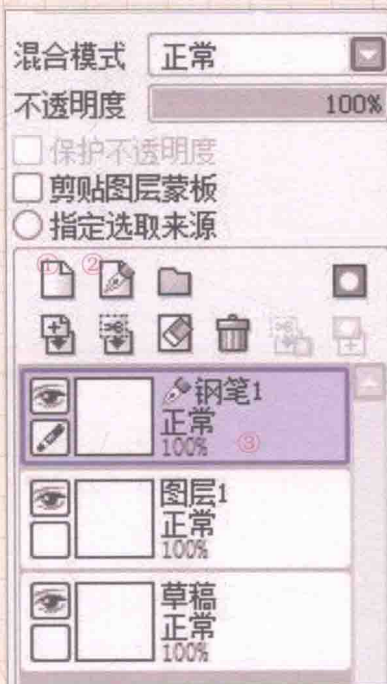 混合模式 正常
不透明度 100%
保护不透明度
剪贴图层蒙板
指定选取来源
① ②
钢笔1
正常
100% ③
图层1
正常
100%
草稿
正常
100%